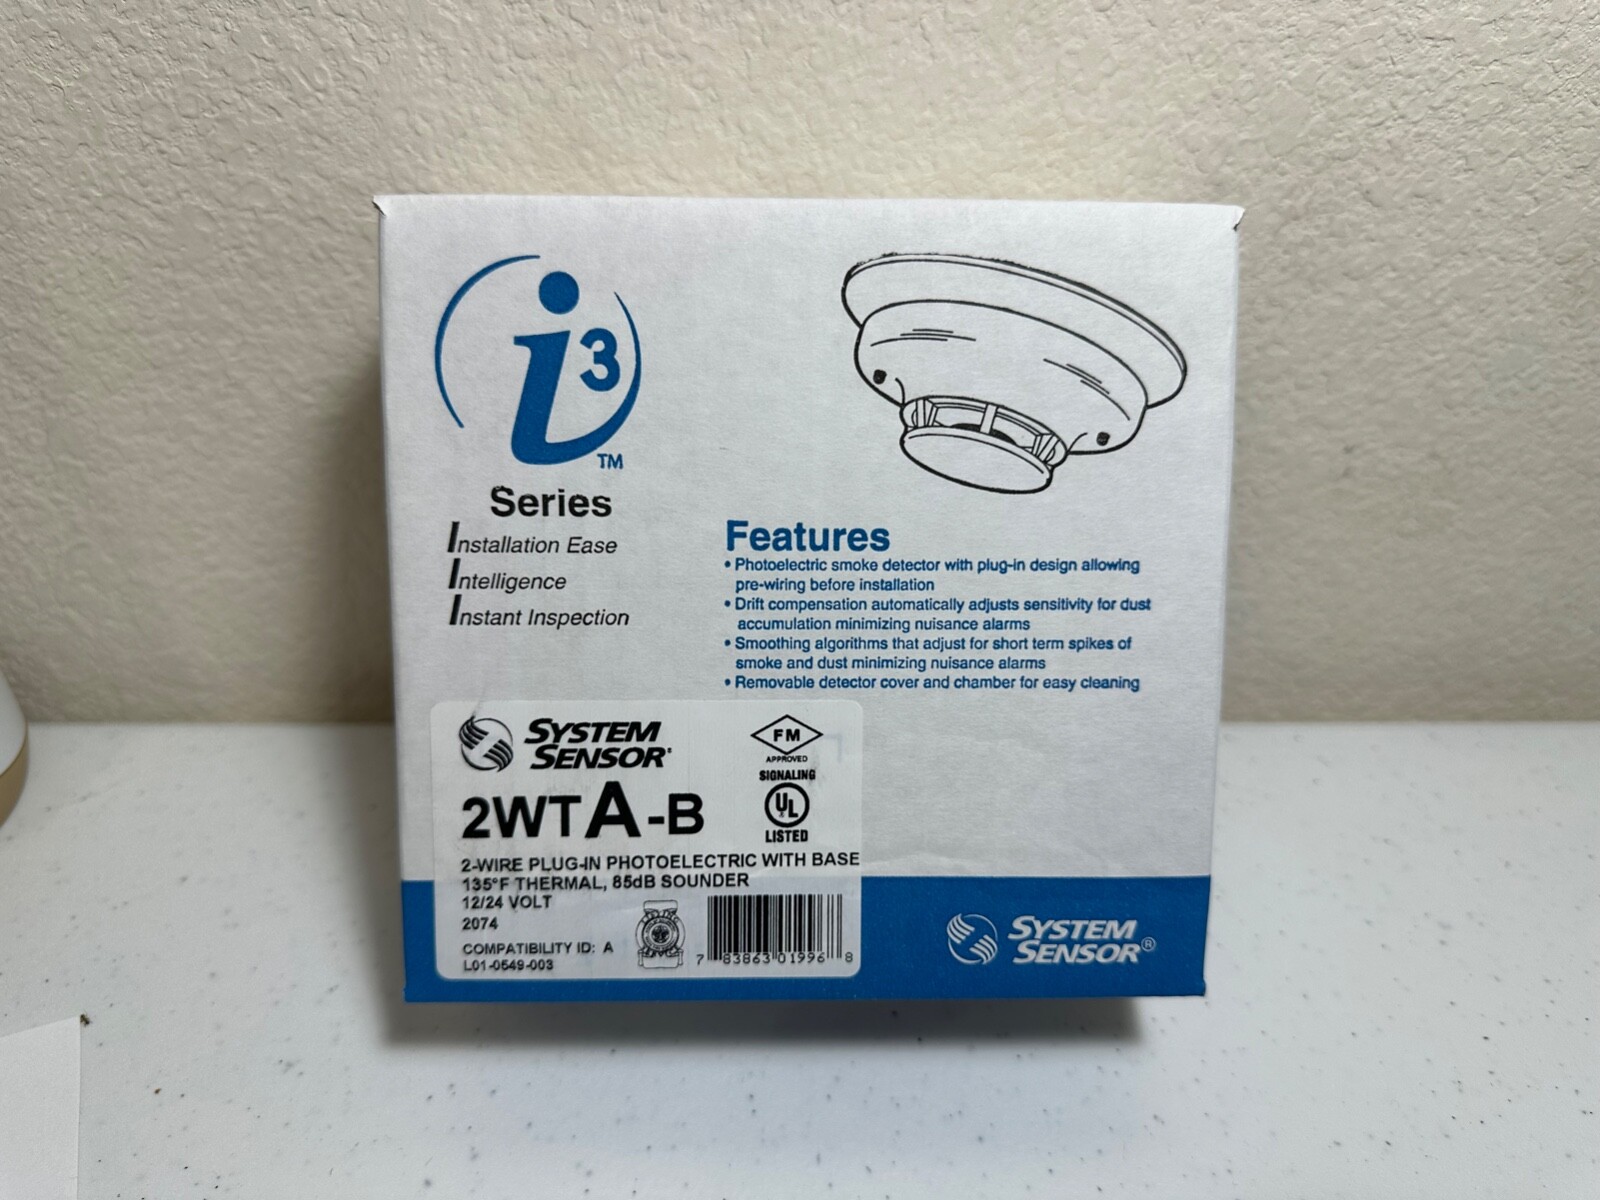 i3
TM
Series
Installation Ease
Intelligence
Instant Inspection
Features
• Photoelectric smoke detector with plug-in design allowing
pre-wiring before installation
• Drift compensation automatically adjusts sensitivity for dust
accumulation minimizing nuisance alarms
• Smoothing algorithms that adjust for short term spikes of
smoke and dust minimizing nuisance alarms
• Removable detector cover and chamber for easy cleaning
SYSTEM
SENSOR
FM
APPROVED
SIGNALING
UL
LISTED
2WTA-B
2-WIRE PLUG-IN PHOTOELECTRIC WITH BASE
135°F THERMAL, 85dB SOUNDER
12/24 VOLT
2074
COMPATIBILITY ID: A
L01-0549-003
7 83863 01996 8
SYSTEM
SENSOR®